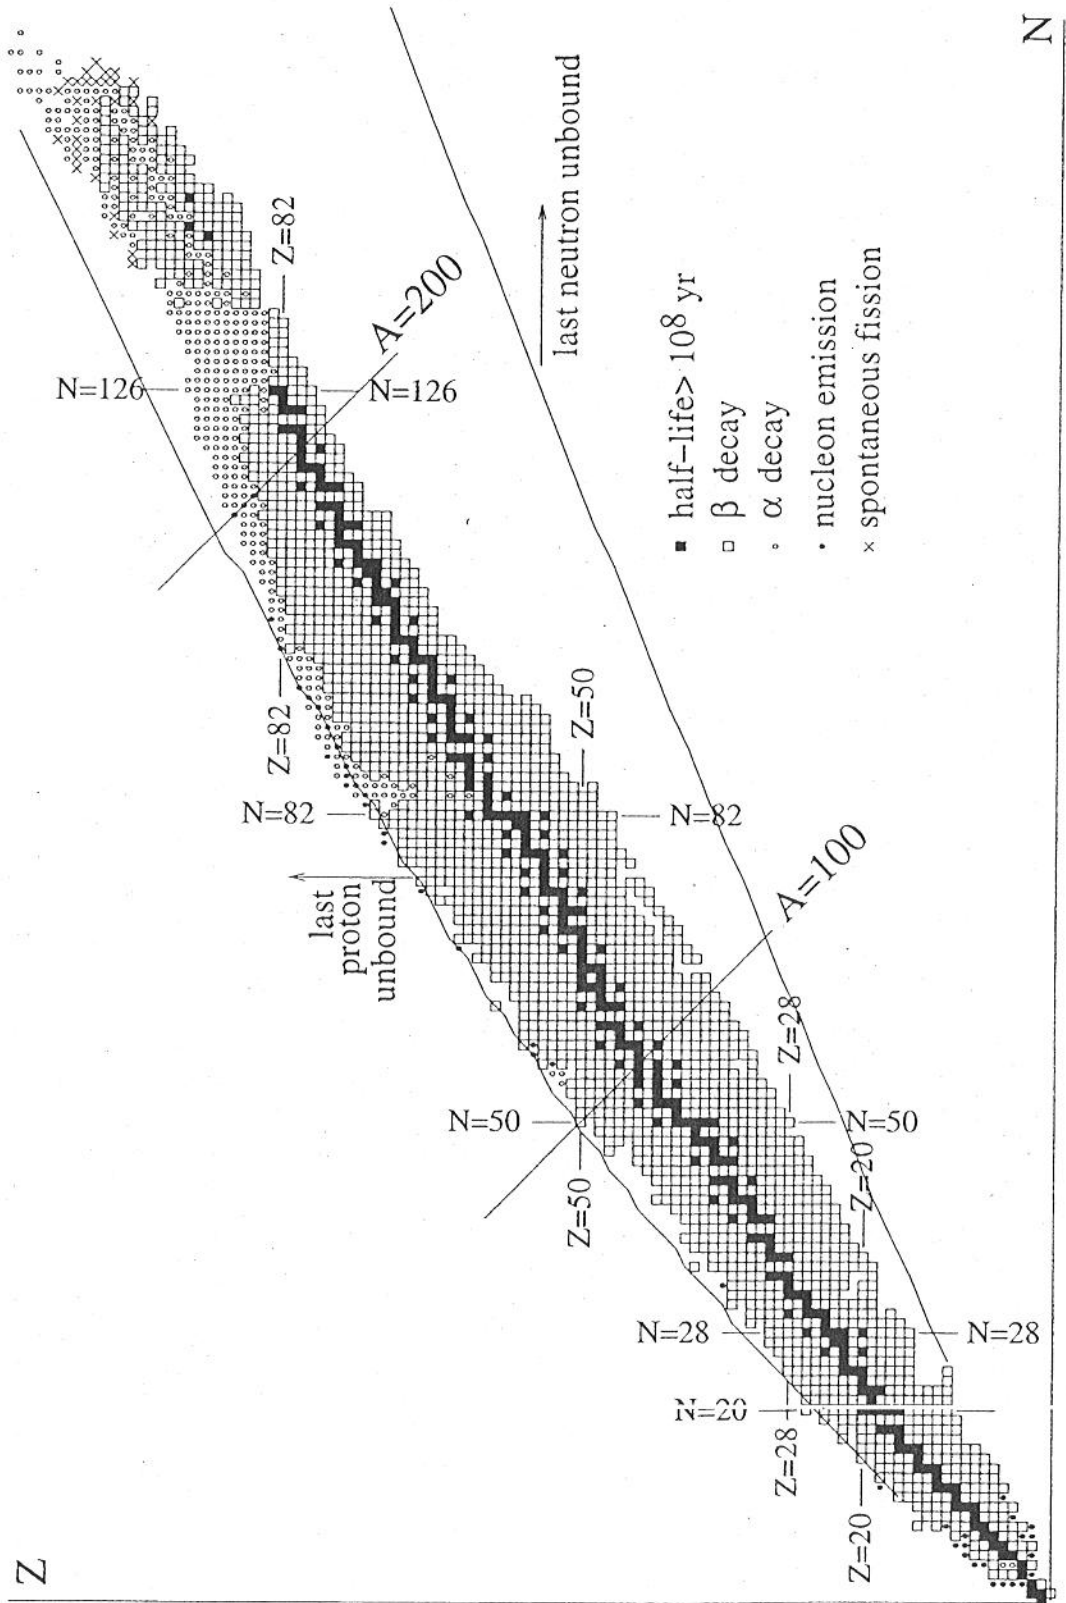 Z
N
Z=82
A=200
N=126
N=126
last neutron unbound
■ half-life> 10⁸ yr
□ β decay
∘ α decay
• nucleon emission
× spontaneous fission
Z=82
Z=50
N=82
N=82
last
proton
unbound
A=100
N=50
Z=28
N=50
Z=50
Z=20
N=28
N=28
N=20
Z=28
Z=20